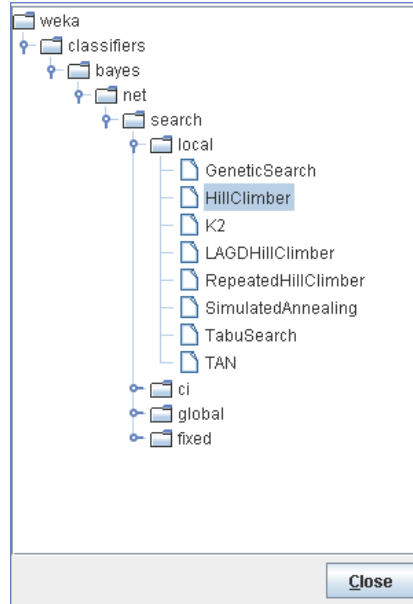 weka
classifiers
bayes
net
search
local
GeneticSearch
HillClimber
K2
LAGDHillClimber
RepeatedHillClimber
SimulatedAnnealing
TabuSearch
TAN
ci
global
fixed
Close